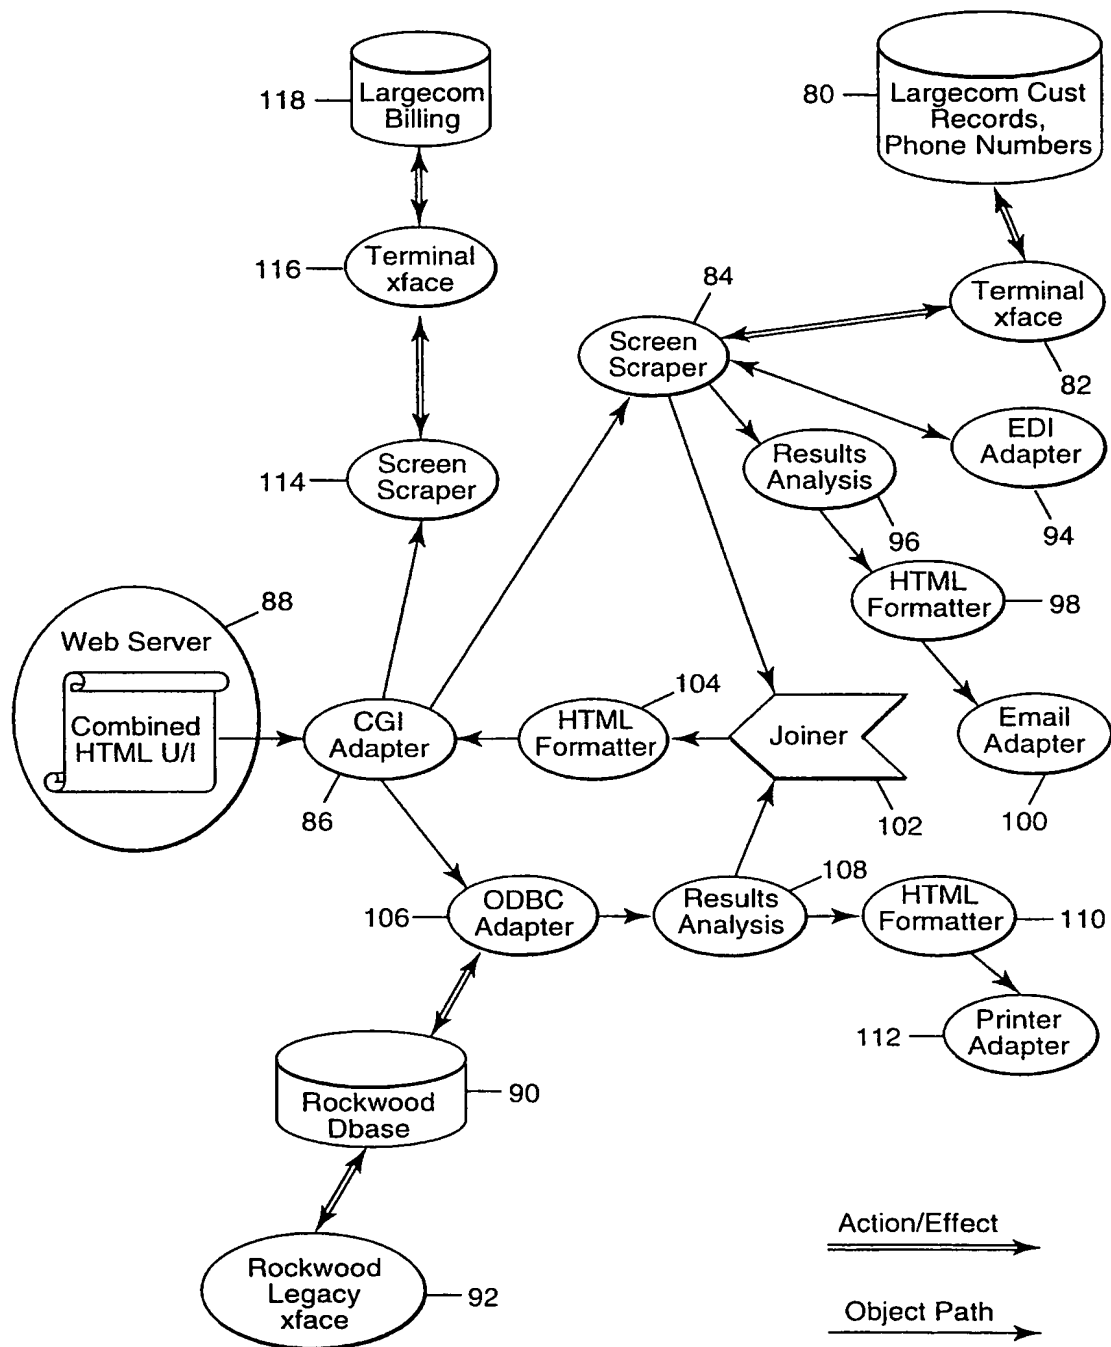 118
Largecom
Billing
80
Largecom Cust
Records,
Phone Numbers
116
Terminal
xface
84
Terminal
xface
82
Screen
Scraper
EDI
Adapter
94
114
Screen
Scraper
Results
Analysis
96
HTML
Formatter
98
88
Web Server
Combined
HTML U/I
CGI
Adapter
86
104
HTML
Formatter
Joiner
102
Email
Adapter
100
106
ODBC
Adapter
108
Results
Analysis
HTML
Formatter
110
112
Printer
Adapter
Rockwood
Dbase
90
Rockwood
Legacy
xface
92
Action/Effect
Object Path